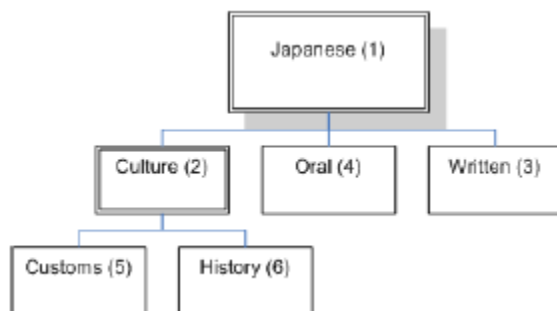 Japanese (1)
Culture (2)
Oral (4)
Written (3)
Customs (5)
History (6)